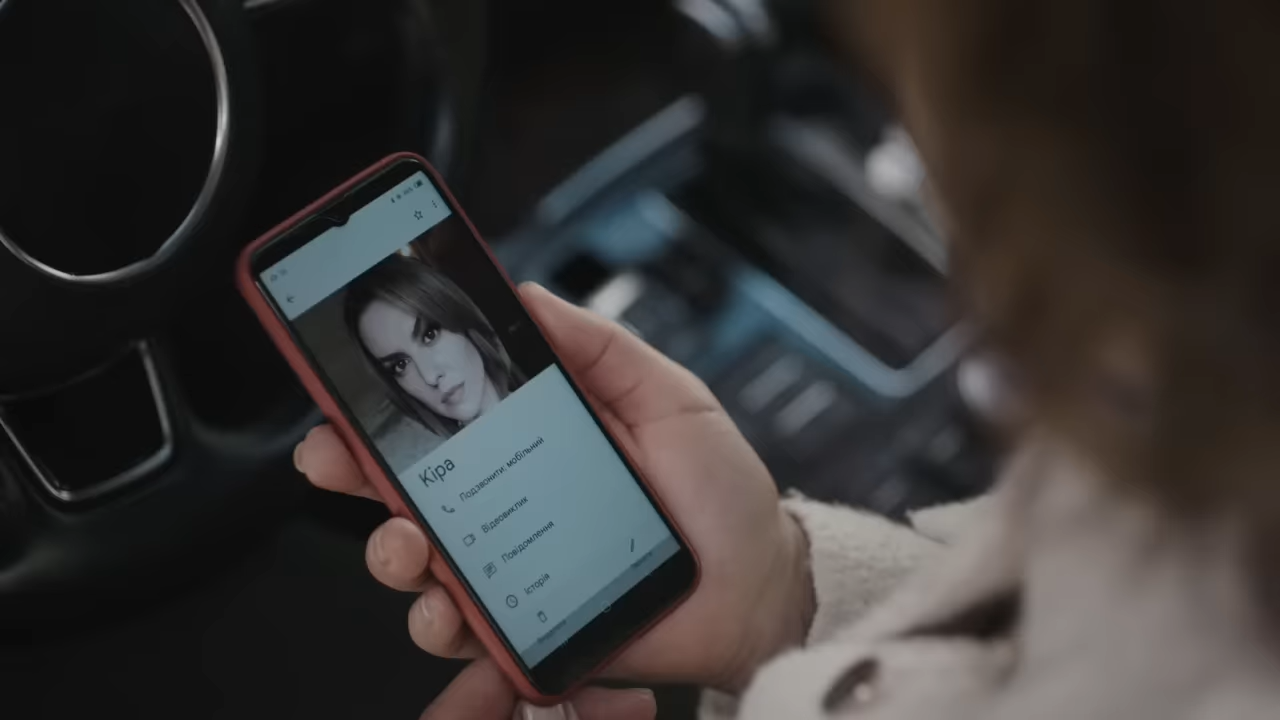 Кіра
Подзвонити: мобільний
Відеовиклик
Повідомлення
Історія